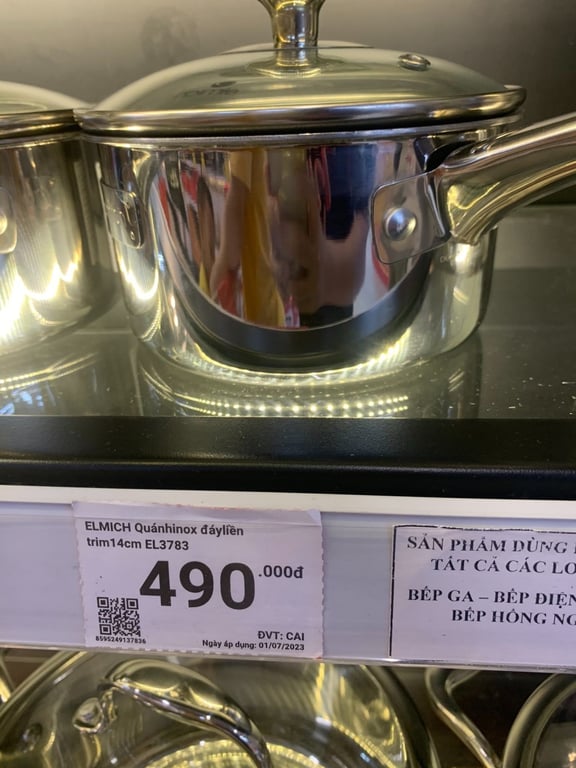 ELMICH Quánhinox đáyliền
trim14cm EL3783
490.000đ
8595249137836
ĐVT: CAI
Ngày áp dụng: 01/07/2023
SẢN PHẨM DÙNG
TẤT CẢ CÁC LO
BẾP GA – BẾP ĐIỆN
BẾP HỒNG NG